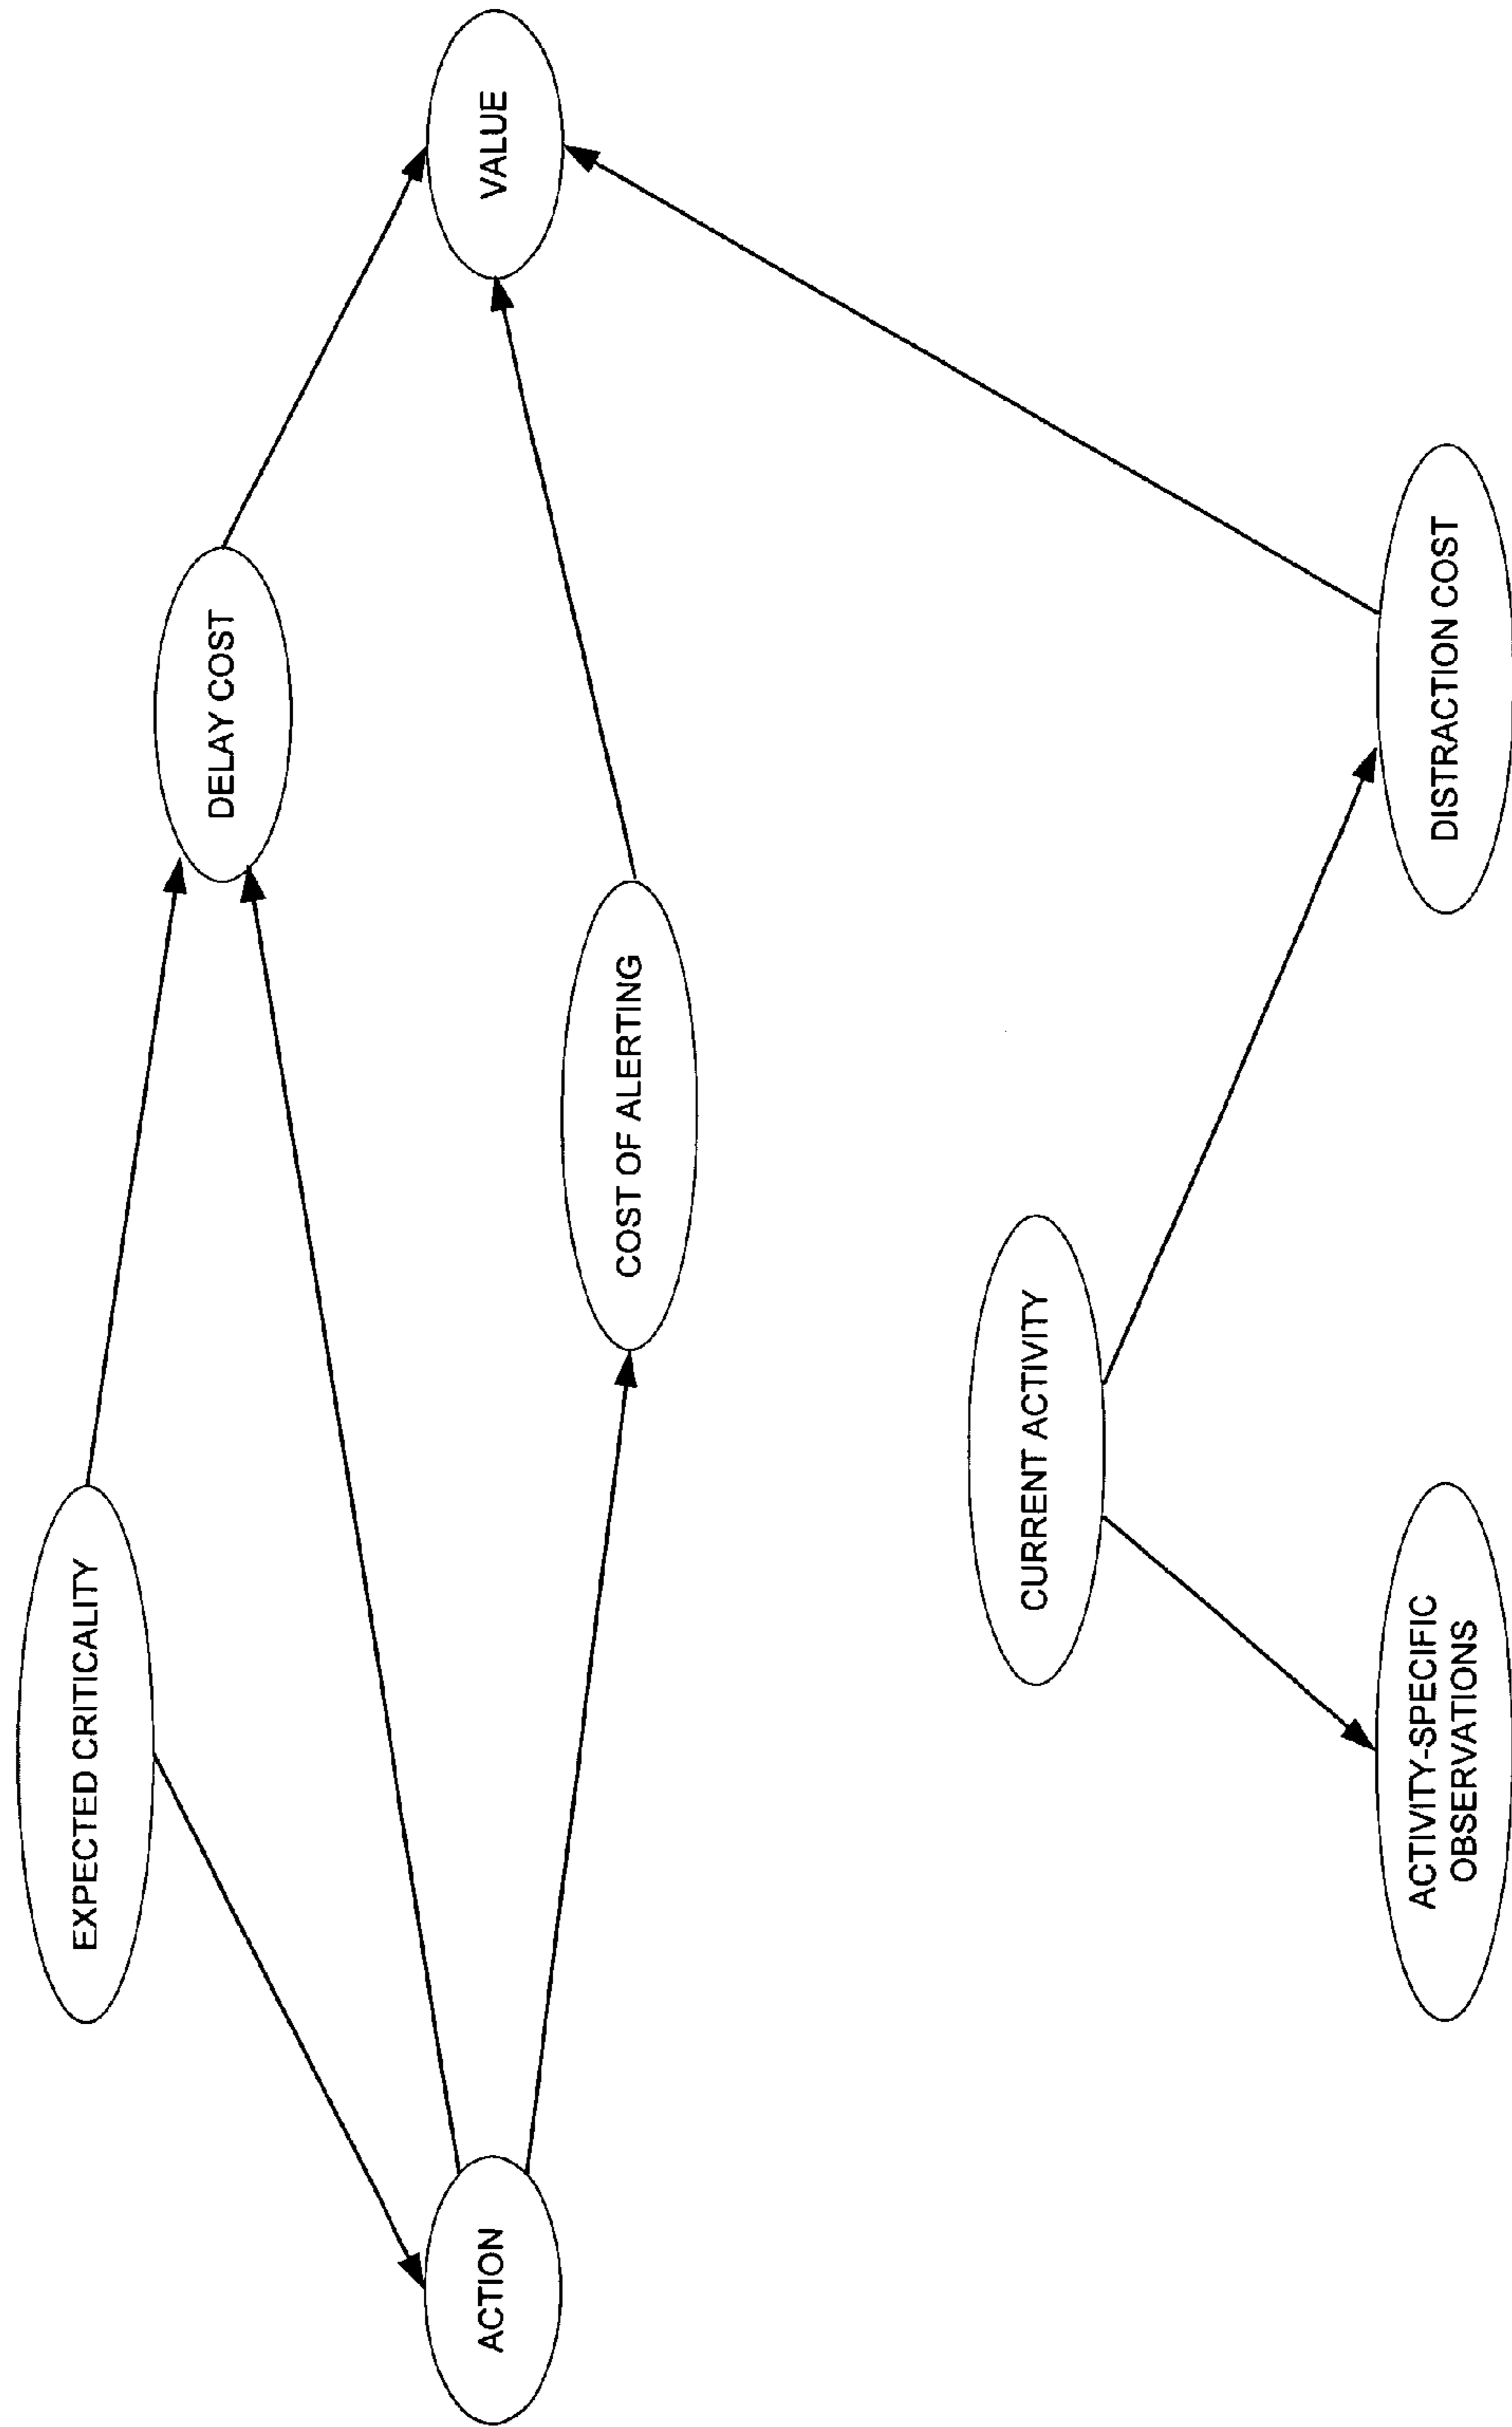 EXPECTED CRITICALITY
DELAY COST
ACTION
VALUE
COST OF ALERTING
CURRENT ACTIVITY
ACTIVITY-SPECIFIC
OBSERVATIONS
DISTRACTION COST